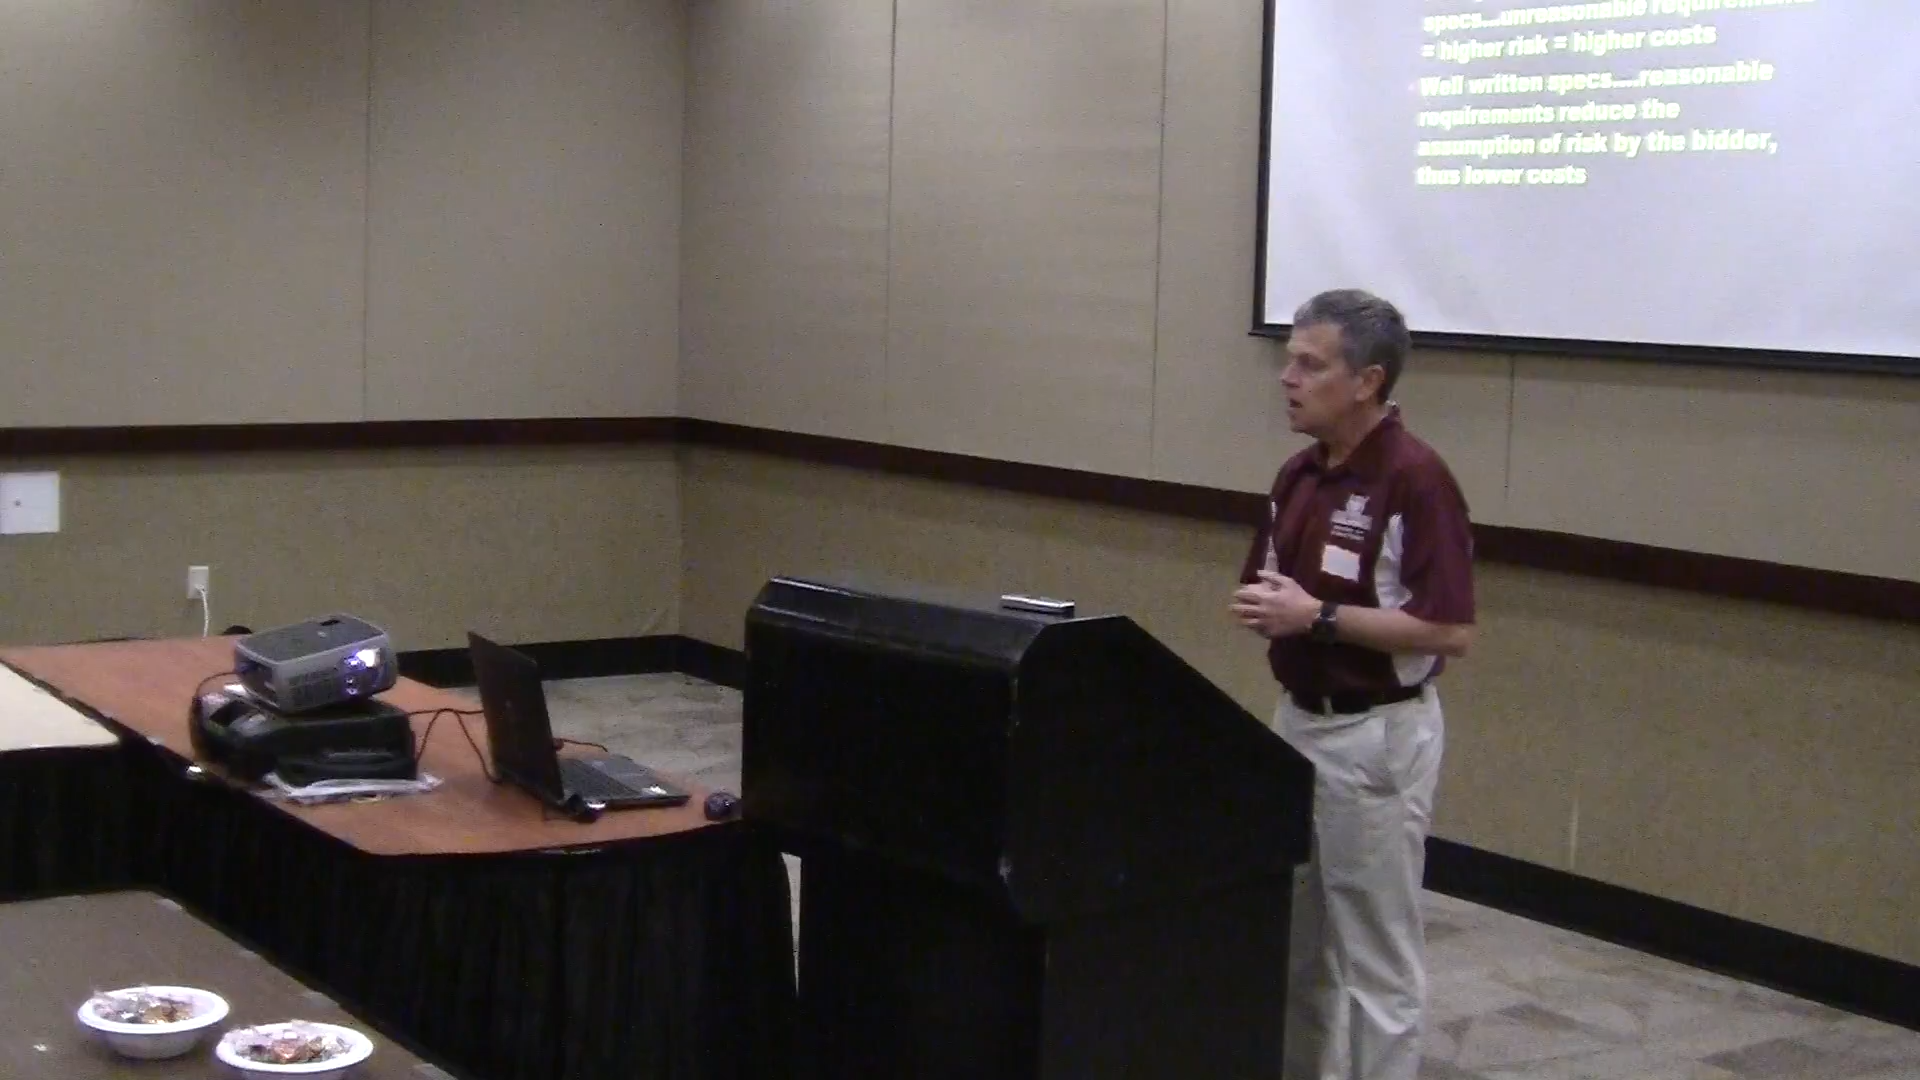 specs....unreasonable requirements
= higher risk = higher costs
Well written specs.....reasonable
requirements reduce the
assumption of risk by the bidder,
thus lower costs